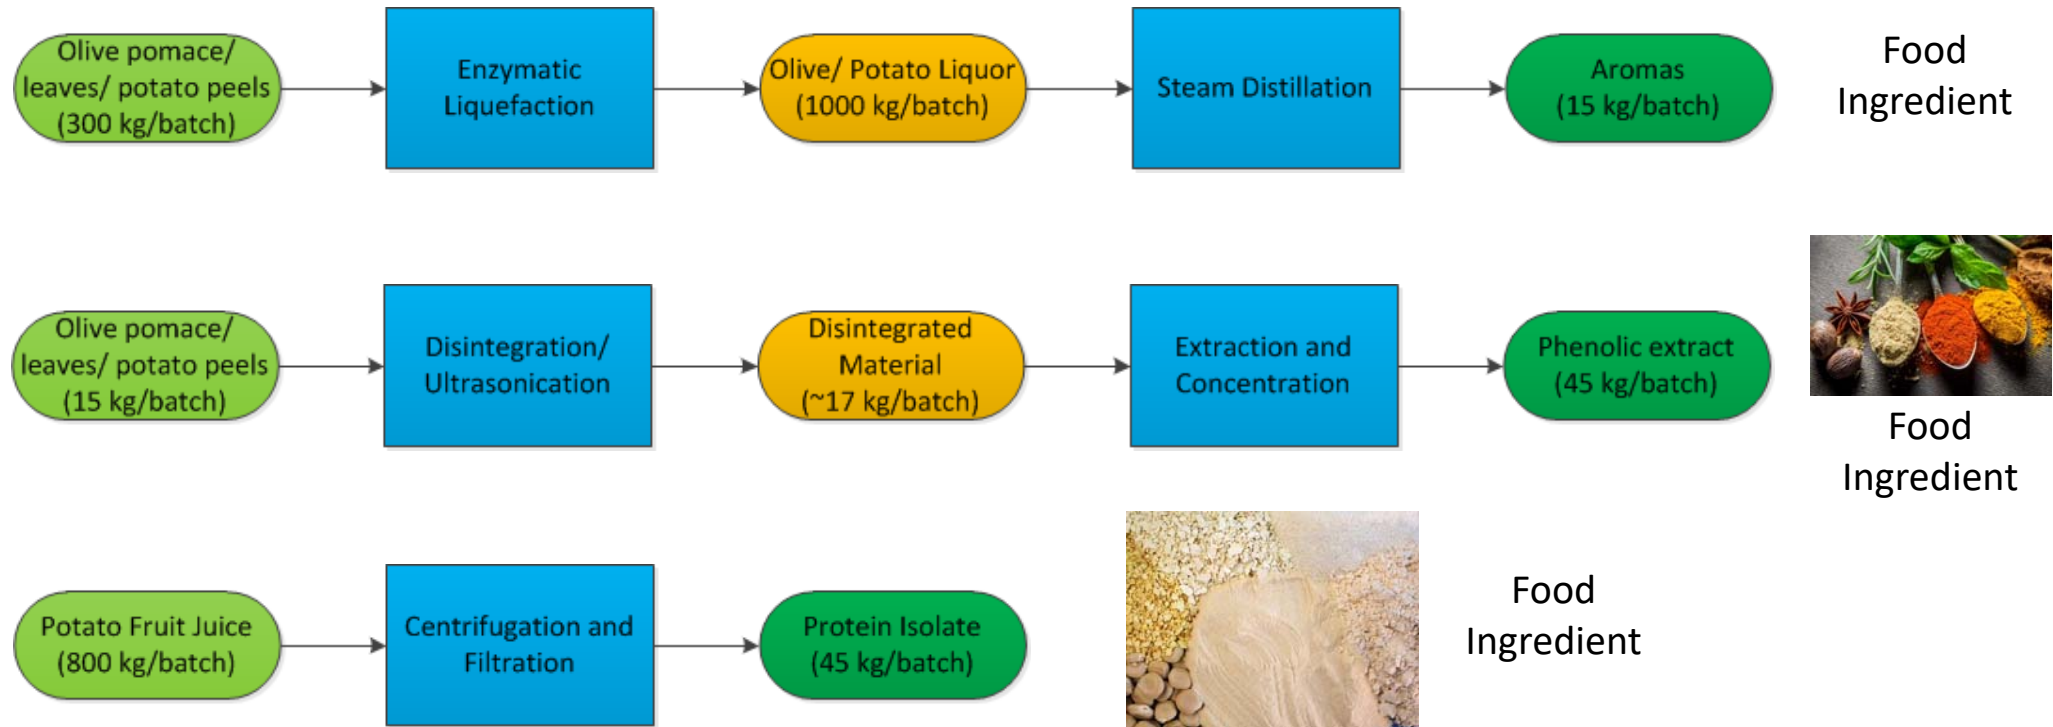 Olive pomace/
leaves/ potato peels
(300 kg/batch)
Enzymatic
Liquefaction
Olive/ Potato Liquor
(1000 kg/batch)
Steam Distillation
Aromas
(15 kg/batch)
Food
Ingredient
Olive pomace/
leaves/ potato peels
(15 kg/batch)
Disintegration/
Ultrasonication
Disintegrated
Material
(~17 kg/batch)
Extraction and
Concentration
Phenolic extract
(45 kg/batch)
Food
Ingredient
Potato Fruit Juice
(800 kg/batch)
Centrifugation and
Filtration
Protein Isolate
(45 kg/batch)
Food
Ingredient